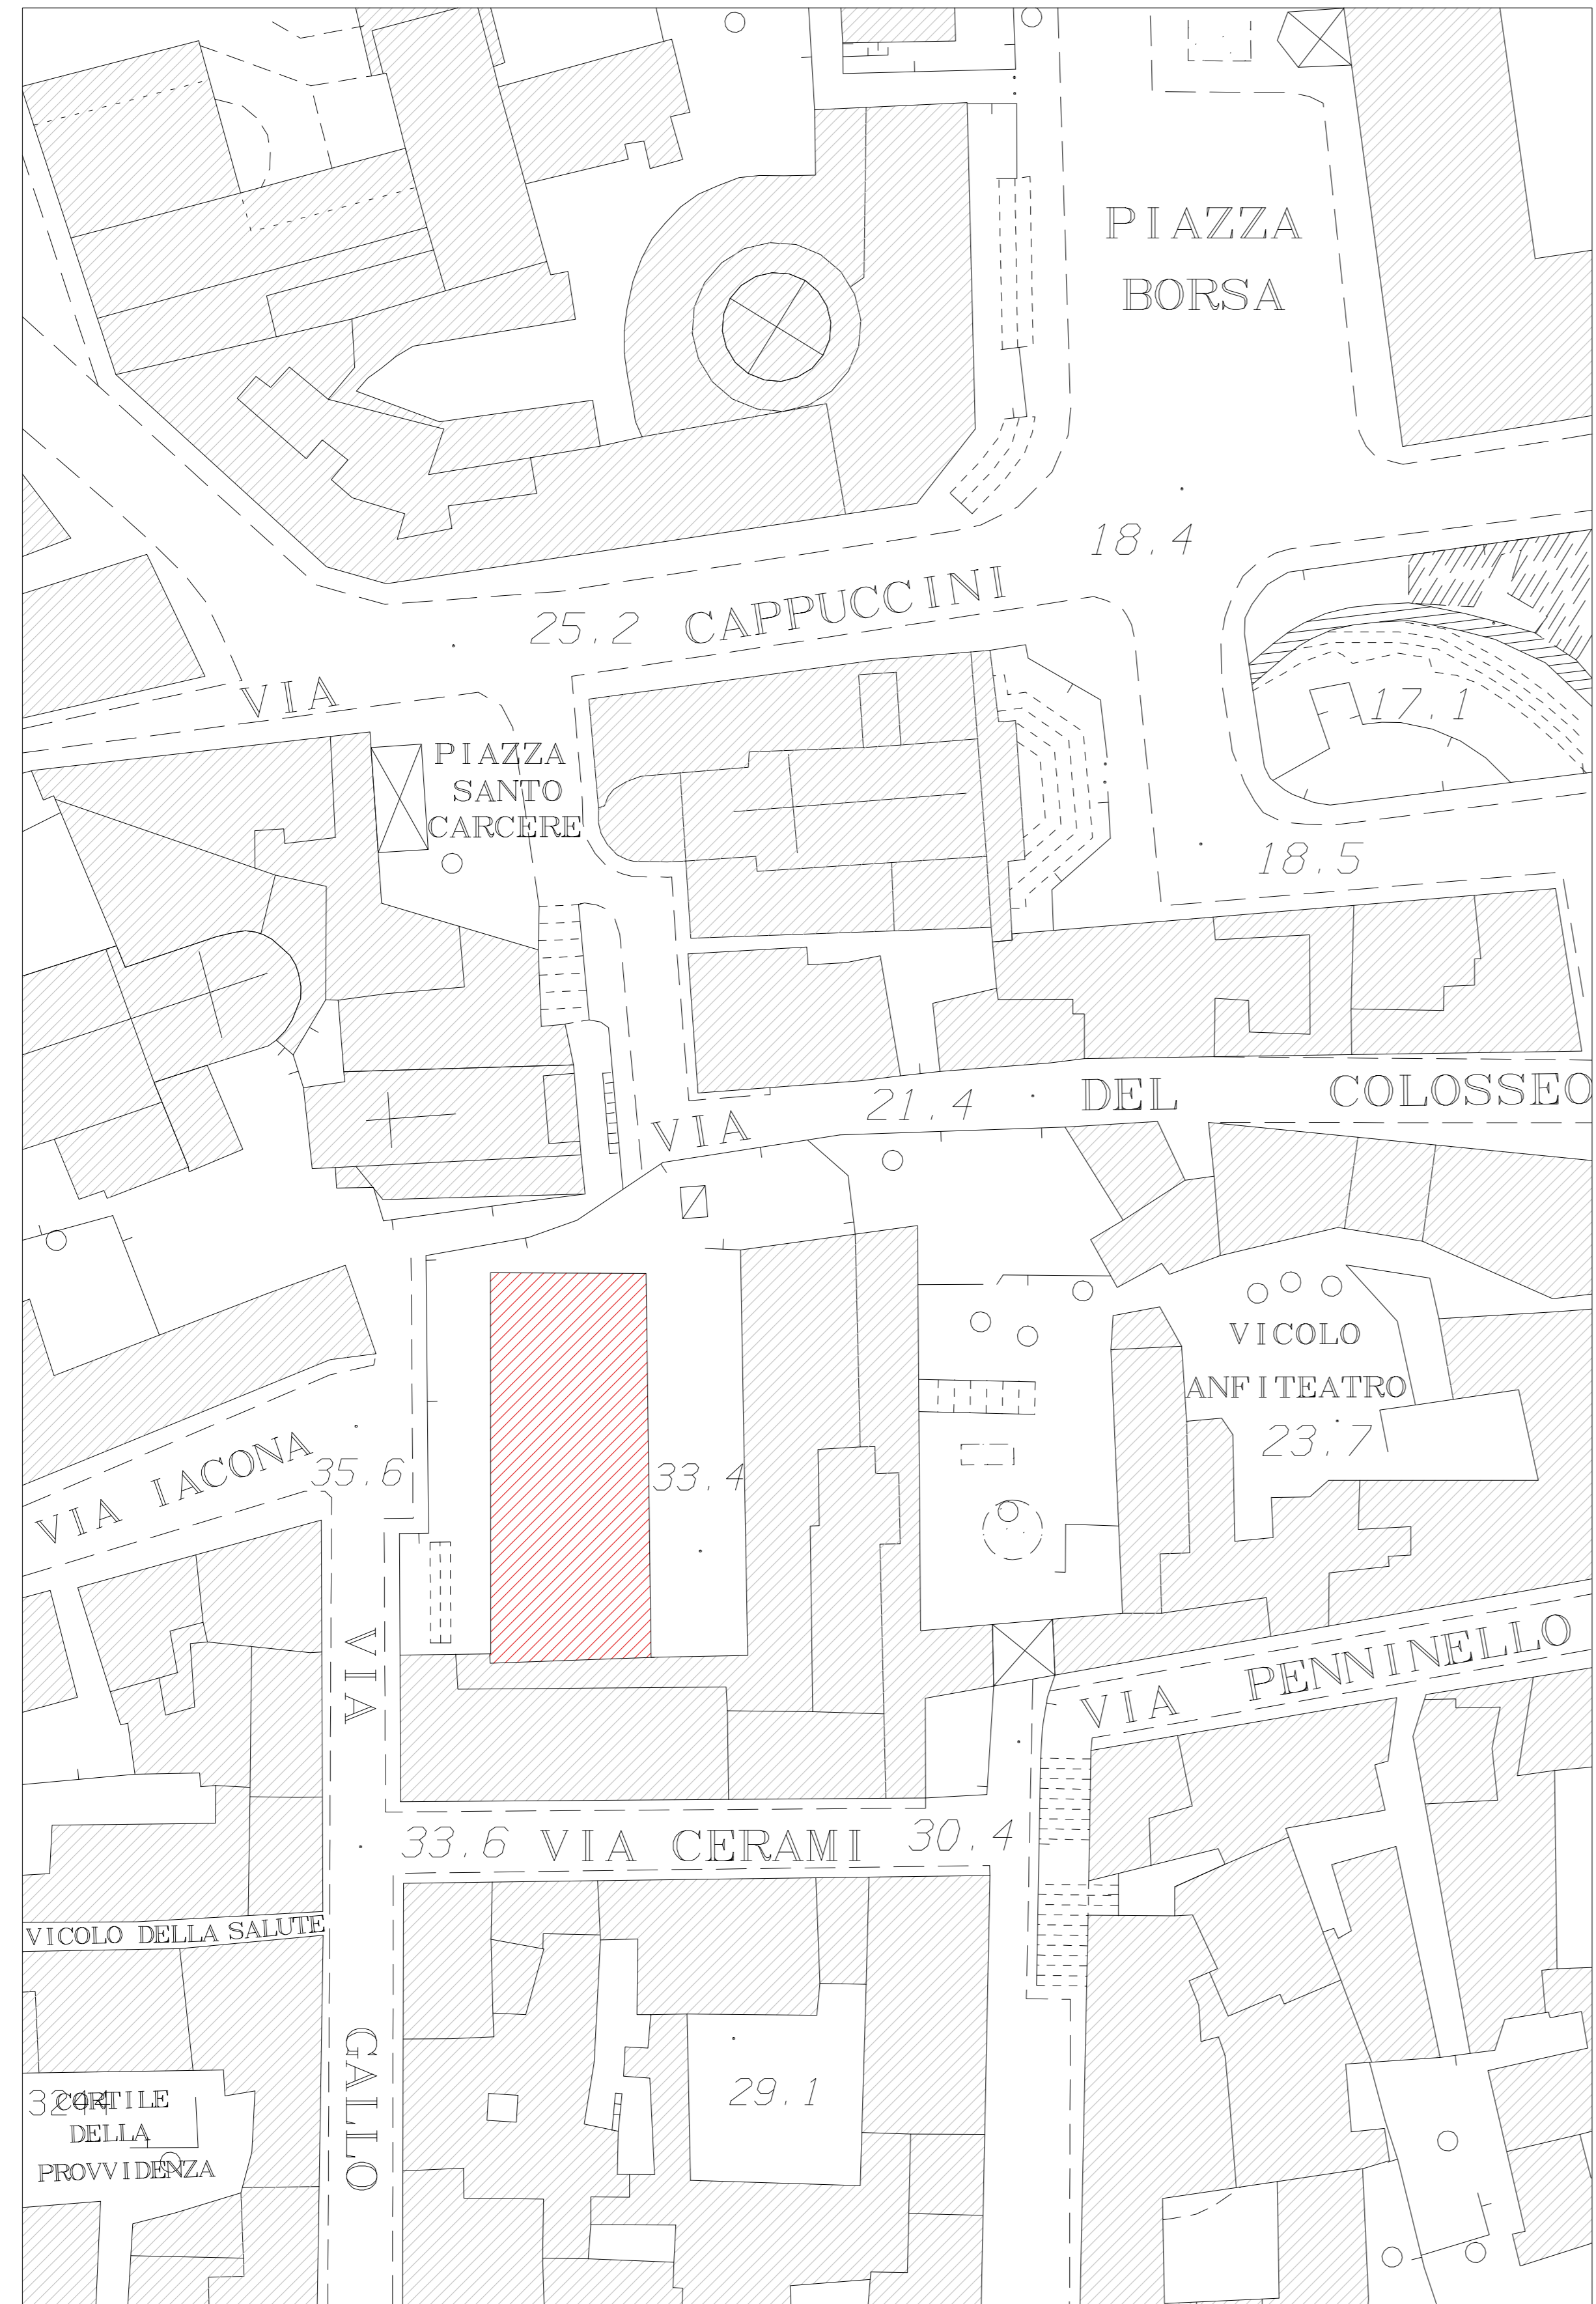 PIAZZA
BORSA
18.4
25.2
CAPPUCCINI
VIA
17.1
PIAZZA
SANTO
CARCERE
18.5
VIA
21.4
DEL
COLOSSEO
VICOLO
ANFITEATRO
23.7
VIA IACONA
35.6
33.4
VIA
VIA PENNINELLO
33.6
VIA CERAMI
30.4
VICOLO DELLA SALUTE
GALLO
29.1
CORTILE
DELLA
PROVVIDENZA